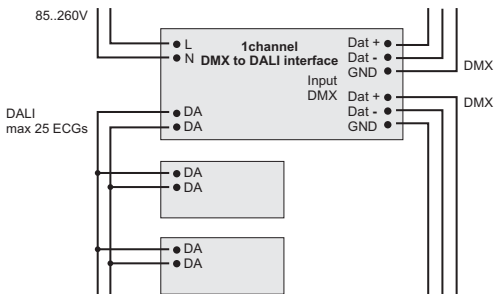 85..260V
L
N
1channel
DMX to DALI interface
Input
DMX
Dat +
Dat -
GND
DMX
Dat +
Dat -
GND
DMX
DALI
max 25 ECGs
DA
DA
DA
DA
DA
DA